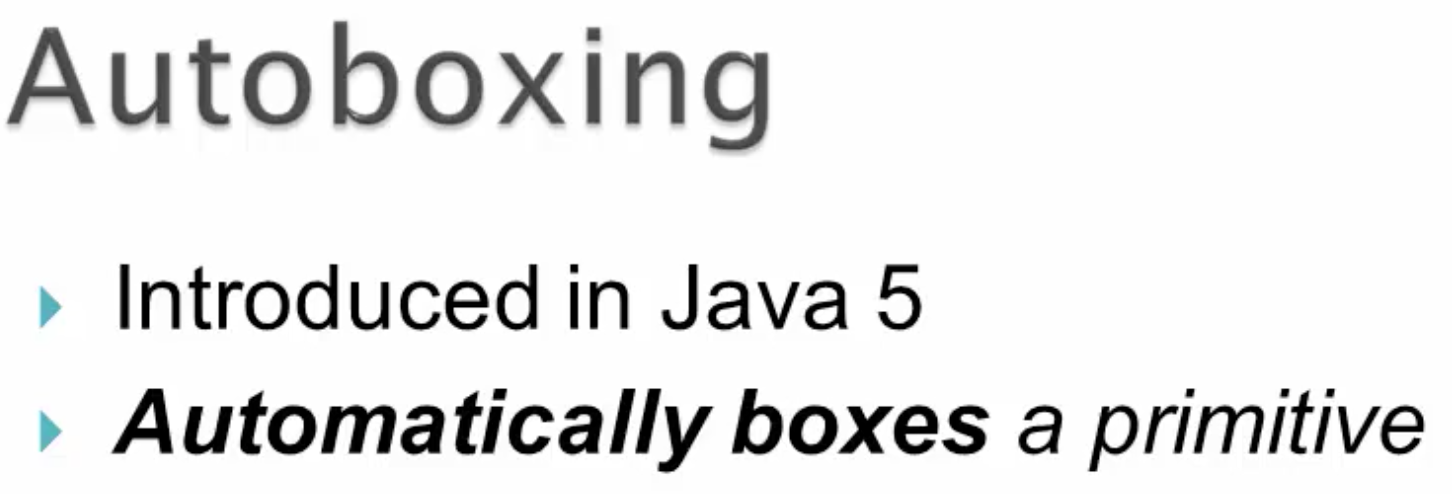 Autoboxing
Introduced in Java 5
Automatically boxes a primitive